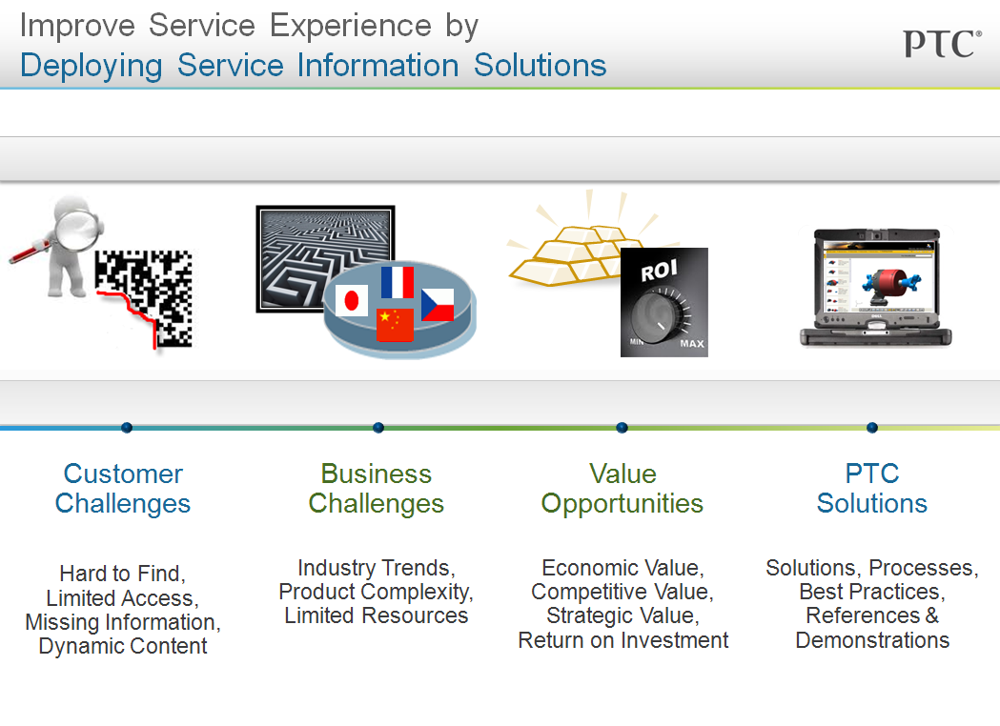 Improve Service Experience by
Deploying Service Information Solutions
PTC®
ROI
MIN
MAX
DELL
Customer
Challenges
Business
Challenges
Value
Opportunities
PTC
Solutions
Hard to Find,
Limited Access,
Missing Information,
Dynamic Content
Industry Trends,
Product Complexity,
Limited Resources
Economic Value,
Competitive Value,
Strategic Value,
Return on Investment
Solutions, Processes,
Best Practices,
References &
Demonstrations